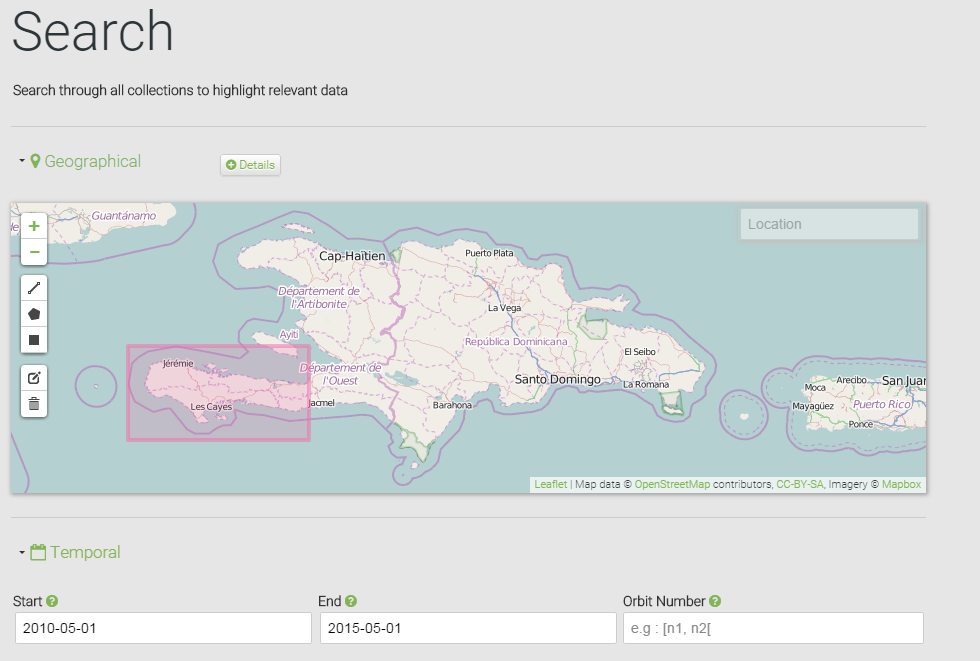 Search
Search through all collections to highlight relevant data
Geographical
Details
Guantánamo
+
−
Location
Cap-Haïtien
Puerto Plata
Département de
l'Artibonite
La Vega
Ayiti
República Dominicana
El Seibo
Jérémie
Département de
l'Ouest
Santo Domingo
La Romana
Moca
Arecibo
San Juan
Les Cayes
Jacmel
Barahona
Mayagüez
Puerto Rico
Ponce
Leaflet | Map data © OpenStreetMap contributors, CC-BY-SA, Imagery © Mapbox
Temporal
Start ?
End ?
Orbit Number ?
2010-05-01
2015-05-01
e.g : [n1, n2[